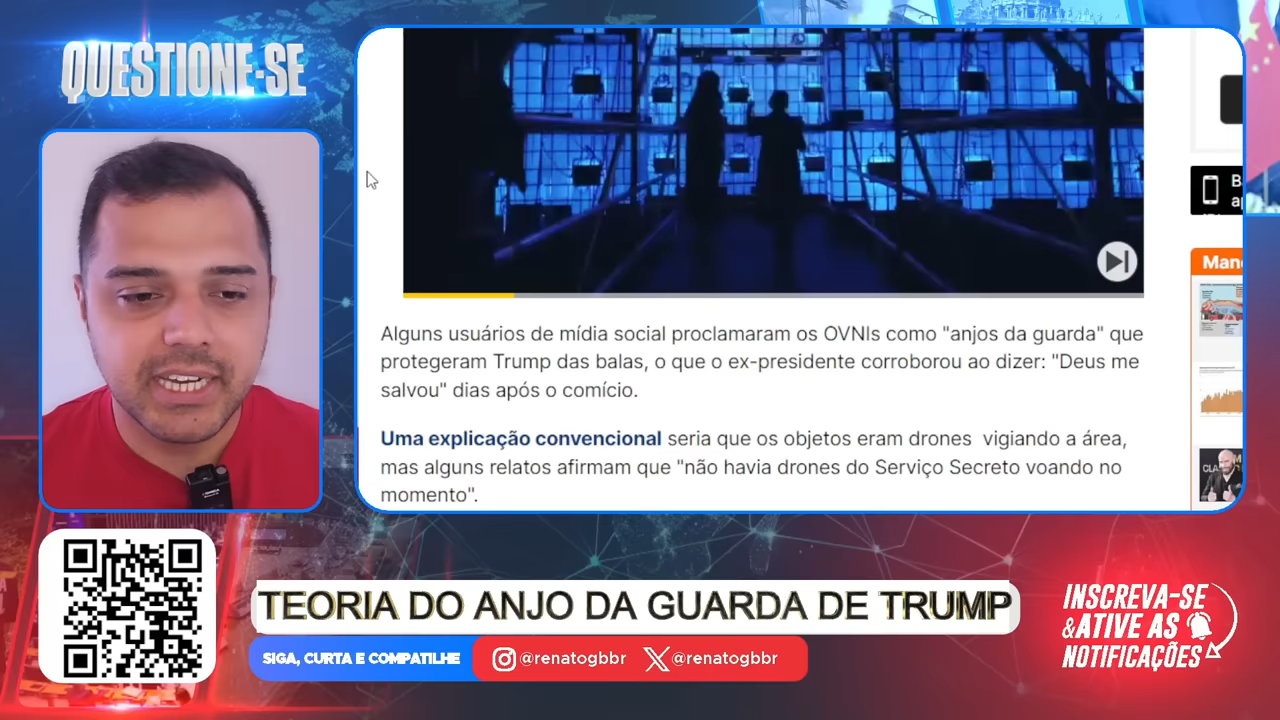 QUESTIONE-SE
Alguns usuários de mídia social proclamaram os OVNIs como "anjos da guarda" que
protegeram Trump das balas, o que o ex-presidente corroborou ao dizer: "Deus me
salvou" dias após o comício.
Uma explicação convencional seria que os objetos eram drones vigiando a área,
mas alguns relatos afirmam que "não havia drones do Serviço Secreto voando no
momento".
TEORIA DO ANJO DA GUARDA DE TRUMP
SIGA, CURTA E COMPATILHE
@renatogbbr
@renatogbbr
INSCREVA-SE
&ATIVE AS
NOTIFICAÇÕES